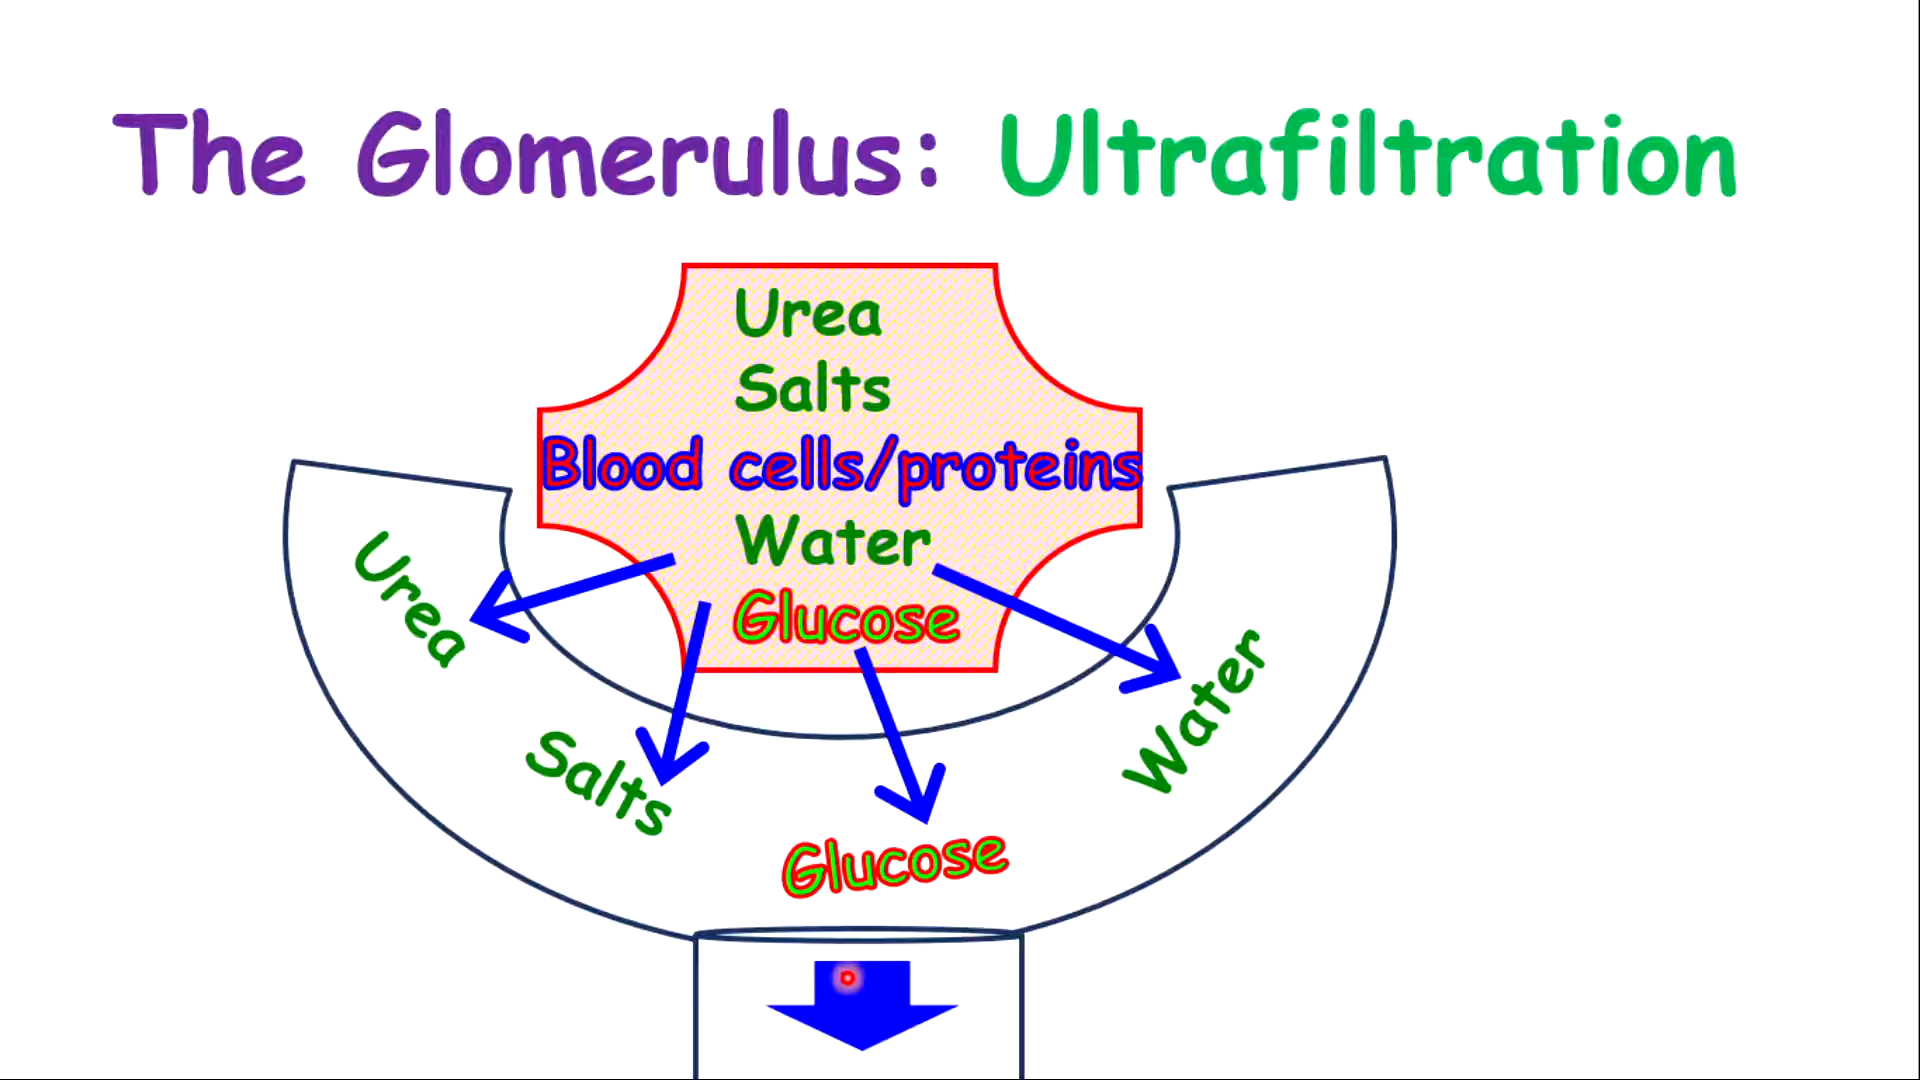 The Glomerulus: Ultrafiltration
Urea
Salts
Blood cells/proteins
Water
Glucose
Urea
Salts
Glucose
Water